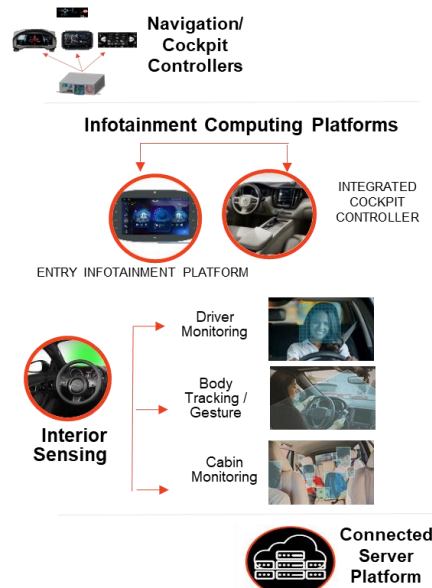 Navigation/
Cockpit
Controllers
Infotainment Computing Platforms
INTEGRATED
COCKPIT
CONTROLLER
ENTRY INFOTAINMENT PLATFORM
Driver
Monitoring
Body
Tracking /
Gesture
Interior
Sensing
Cabin
Monitoring
Connected
Server
Platform